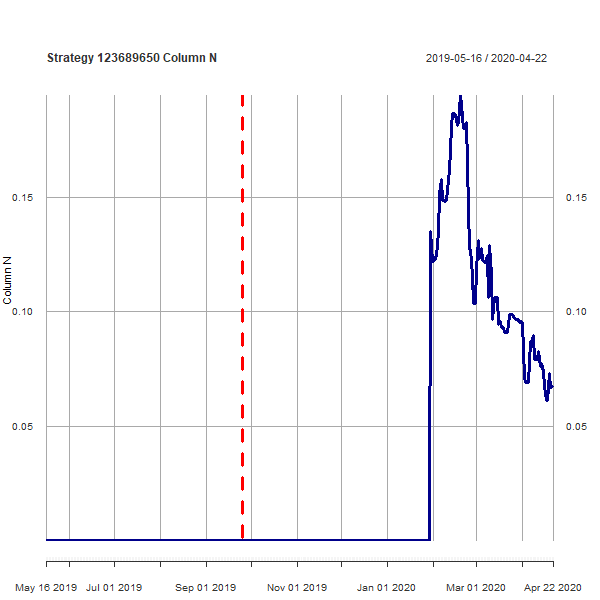 Strategy 123689650 Column N
2019-05-16 / 2020-04-22
0.15
0.15
Column N
0.10
0.10
0.05
0.05
May 16 2019
Jul 01 2019
Sep 01 2019
Nov 01 2019
Jan 01 2020
Mar 01 2020
Apr 22 2020